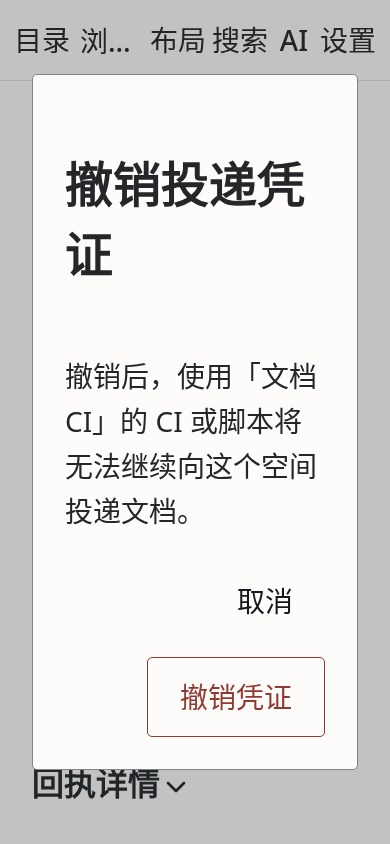 目录 浏… 布局 搜索 AI 设置
撤销投递凭
证
撤销后，使用「文档
CI」的 CI 或脚本将
无法继续向这个空间
投递文档。
取消
撤销凭证
回执详情